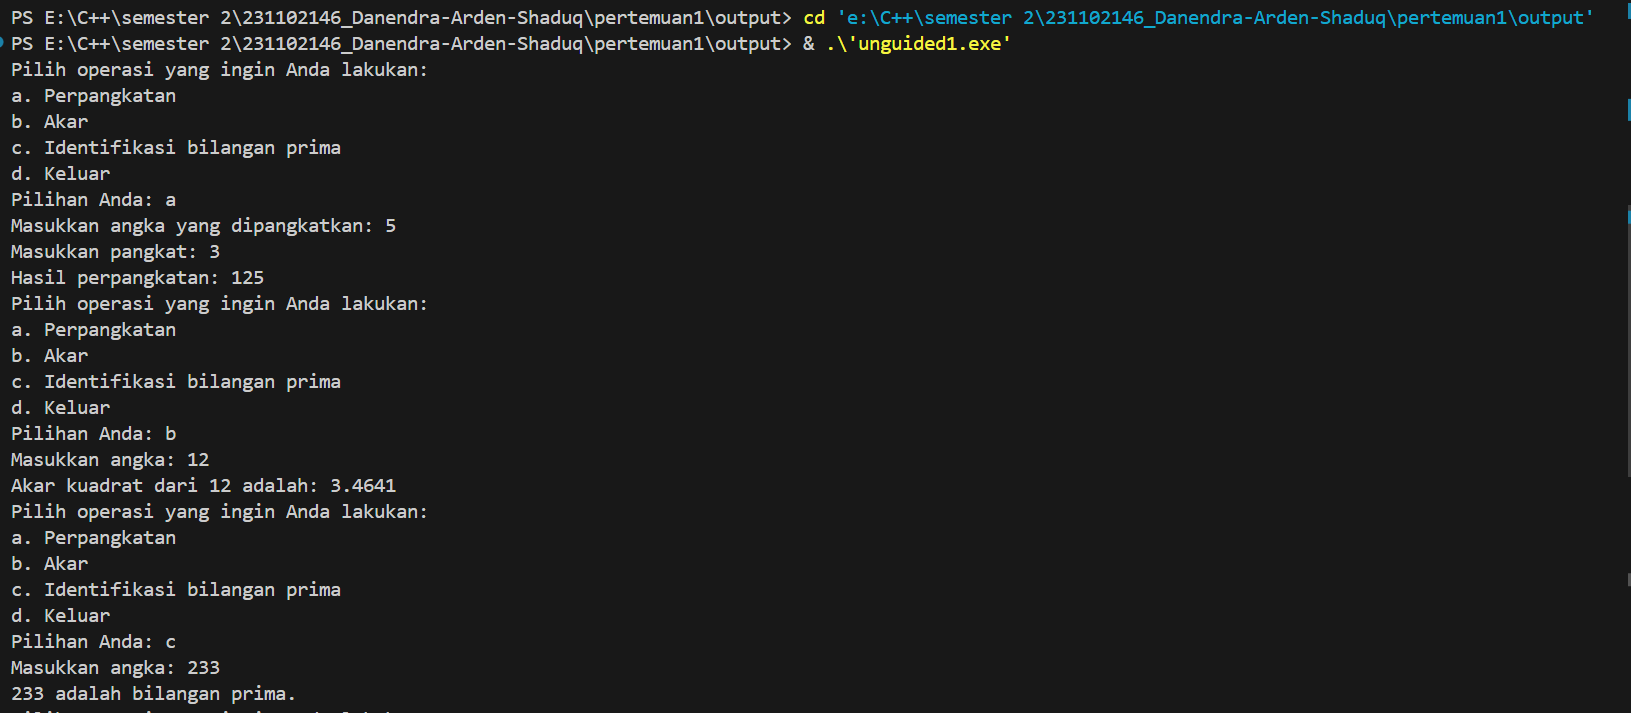 PS E:\C++\semester 2\231102146_Danendra-Arden-Shaduq\pertemuan1\output> cd 'e:\C++\semester 2\231102146_Danendra-Arden-Shaduq\pertemuan1\output'
PS E:\C++\semester 2\231102146_Danendra-Arden-Shaduq\pertemuan1\output> & .\'unguided1.exe'
Pilih operasi yang ingin Anda lakukan:
a. Perpangkatan
b. Akar
c. Identifikasi bilangan prima
d. Keluar
Pilihan Anda: a
Masukkan angka yang dipangkatkan: 5
Masukkan pangkat: 3
Hasil perpangkatan: 125
Pilih operasi yang ingin Anda lakukan:
a. Perpangkatan
b. Akar
c. Identifikasi bilangan prima
d. Keluar
Pilihan Anda: b
Masukkan angka: 12
Akar kuadrat dari 12 adalah: 3.4641
Pilih operasi yang ingin Anda lakukan:
a. Perpangkatan
b. Akar
c. Identifikasi bilangan prima
d. Keluar
Pilihan Anda: c
Masukkan angka: 233
233 adalah bilangan prima.